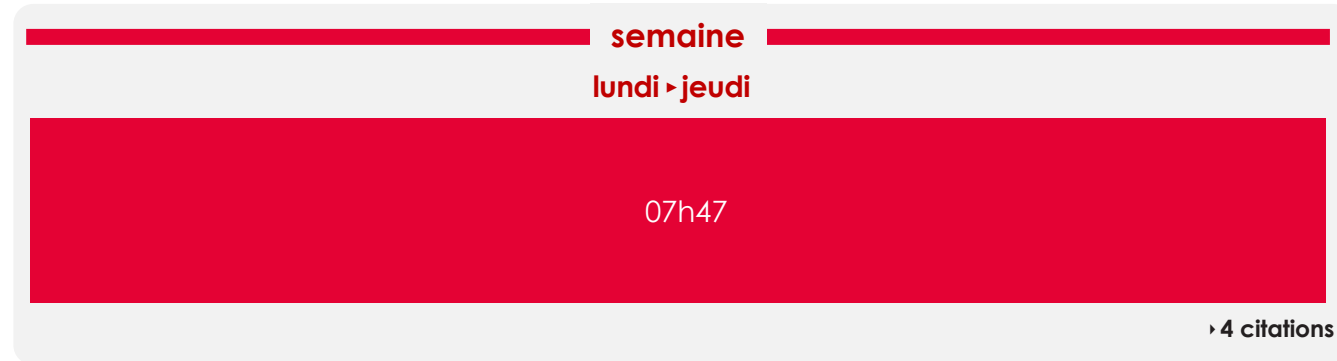 semaine
lundi ▸ jeudi
07h47
▸ 4 citations